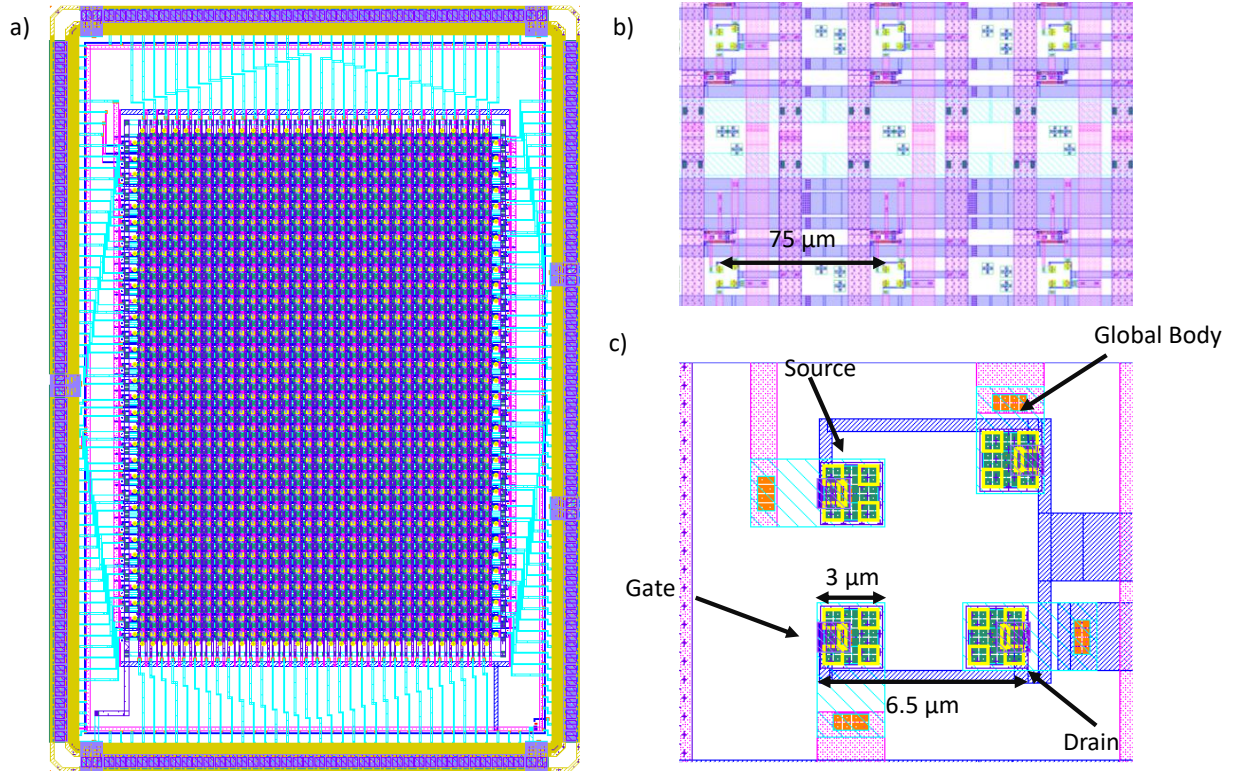 a)
b)
75 µm
c)
Global Body
Source
3 µm
Gate
6.5 µm
Drain